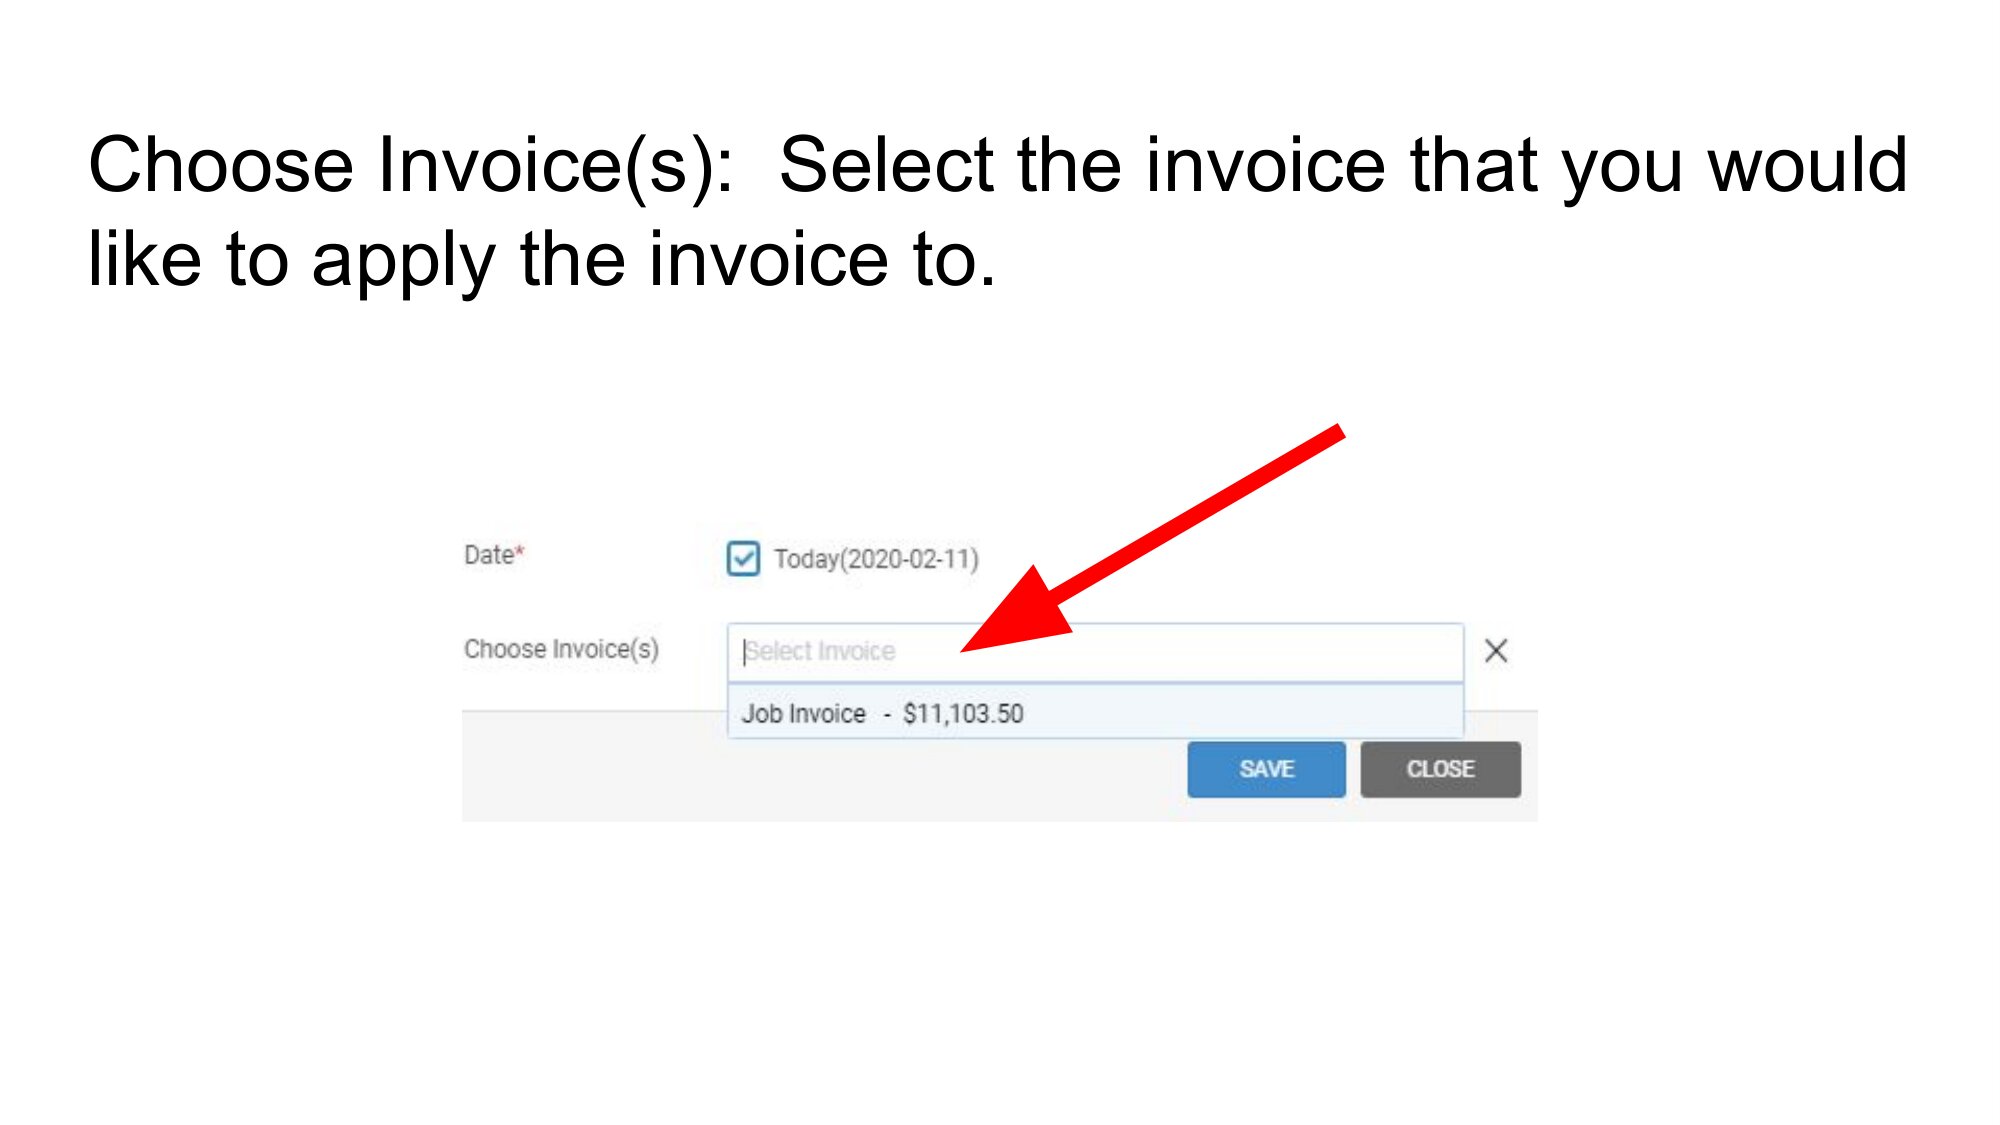 Choose Invoice(s):  Select the invoice that you would
like to apply the invoice to.
Date*
Today(2020-02-11)
Choose Invoice(s)
Select Invoice
Job Invoice  -  $11,103.50
SAVE
CLOSE